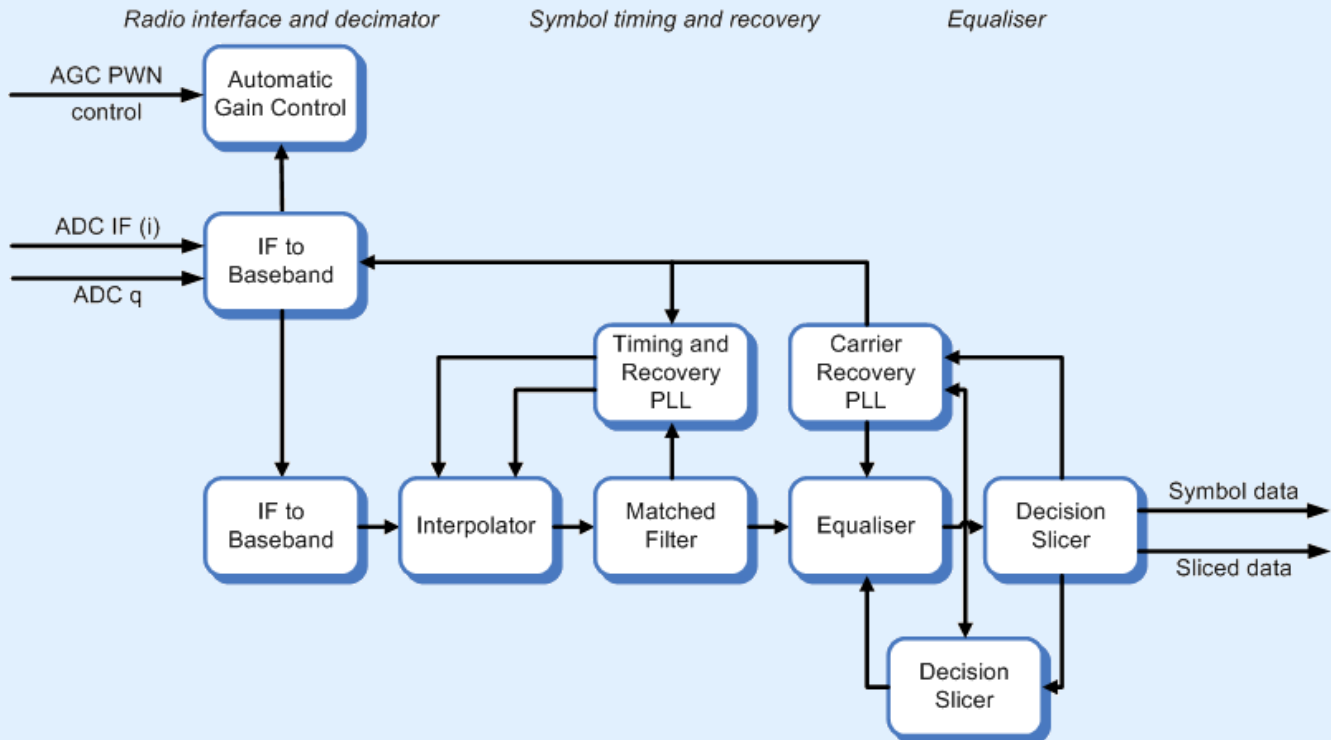 Radio interface and decimator
Symbol timing and recovery
Equaliser
AGC PWN
control
Automatic
Gain Control
ADC IF (i)
ADC q
IF to
Baseband
Timing and
Recovery
PLL
Carrier
Recovery
PLL
IF to
Baseband
Interpolator
Matched
Filter
Equaliser
Decision
Slicer
Symbol data
Sliced data
Decision
Slicer